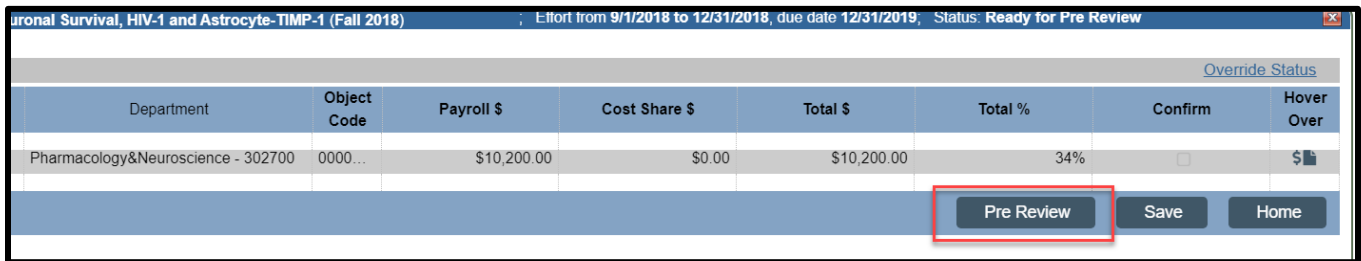 uronal Survival, HIV-1 and Astrocyte-TIMP-1 (Fall 2018) ; Effort from 9/1/2018 to 12/31/2018, due date 12/31/2019; Status: Ready for Pre Review
Override Status
Department Object Code Payroll $ Cost Share $ Total $ Total % Confirm Hover Over
Pharmacology&Neuroscience - 302700 0000... $10,200.00 $0.00 $10,200.00 34% $
Pre Review Save Home